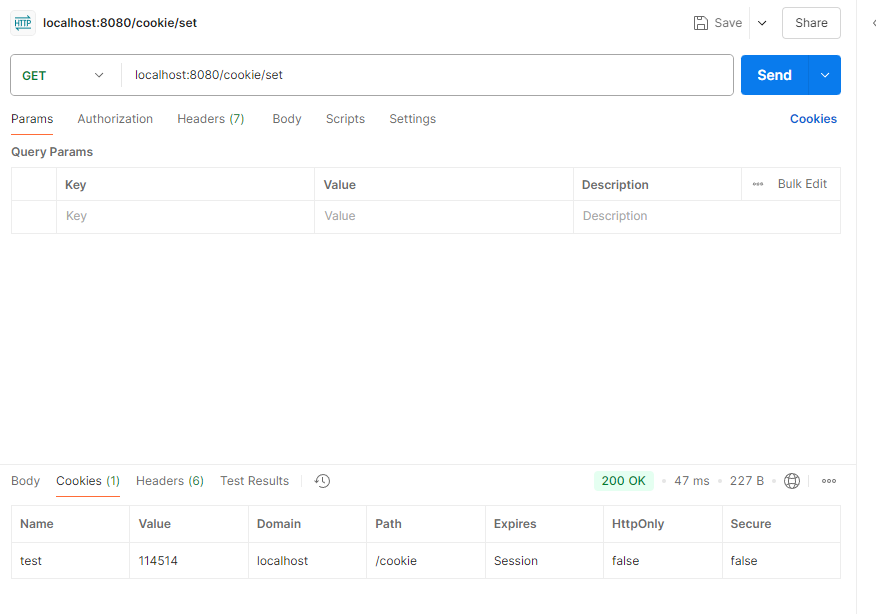 HTTP localhost:8080/cookie/set Save Share
GET localhost:8080/cookie/set Send
Params Authorization Headers (7) Body Scripts Settings Cookies
Query Params
Key Value Description Bulk Edit
Key Value Description
Body Cookies (1) Headers (6) Test Results 200 OK 47 ms 227 B
Name Value Domain Path Expires HttpOnly Secure
test 114514 localhost /cookie Session false false